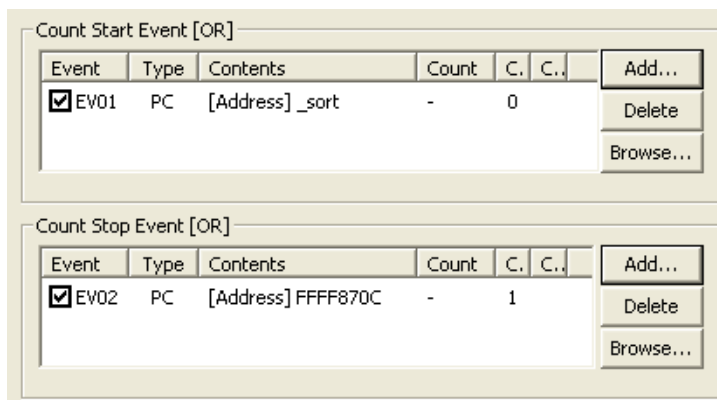 Count Start Event [OR]
Event Type Contents Count C. C.. Add...
EV01 PC [Address] _sort - 0 Delete
Browse...
Count Stop Event [OR]
Event Type Contents Count C. C.. Add...
EV02 PC [Address] FFFF870C - 1 Delete
Browse...